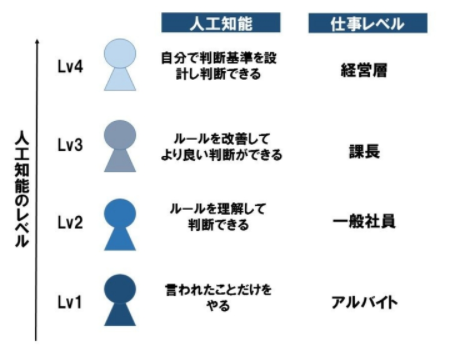 人工知能
仕事レベル
人工知能のレベル
Lv4
自分で判断基準を設
計し判断できる
経営層
Lv3
ルールを改善して
より良い判断ができる
課長
Lv2
ルールを理解して
判断できる
一般社員
Lv1
言われたことだけを
やる
アルバイト